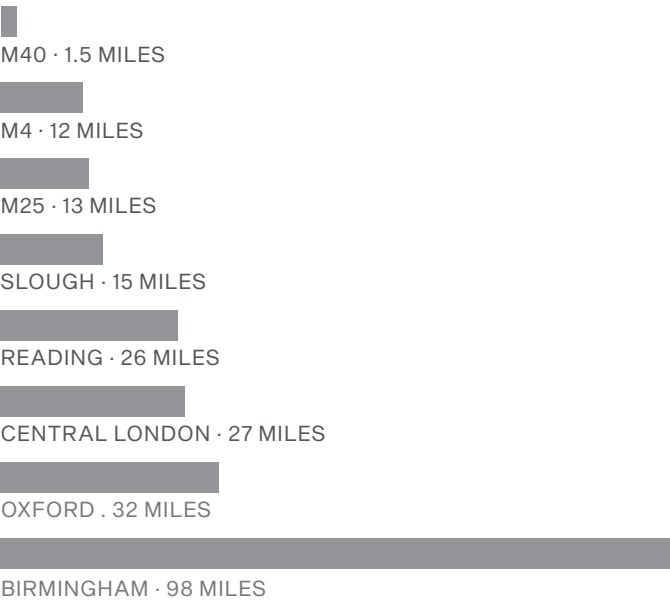 M40 · 1.5 MILES
M4 · 12 MILES
M25 · 13 MILES
SLOUGH · 15 MILES
READING · 26 MILES
CENTRAL LONDON · 27 MILES
OXFORD . 32 MILES
BIRMINGHAM · 98 MILES